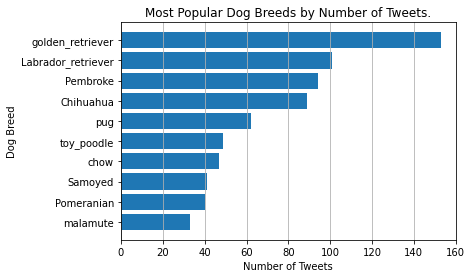 Most Popular Dog Breeds by Number of Tweets.
Dog Breed
golden_retriever
Labrador_retriever
Pembroke
Chihuahua
pug
toy_poodle
chow
Samoyed
Pomeranian
malamute
0 20 40 60 80 100 120 140 160
Number of Tweets